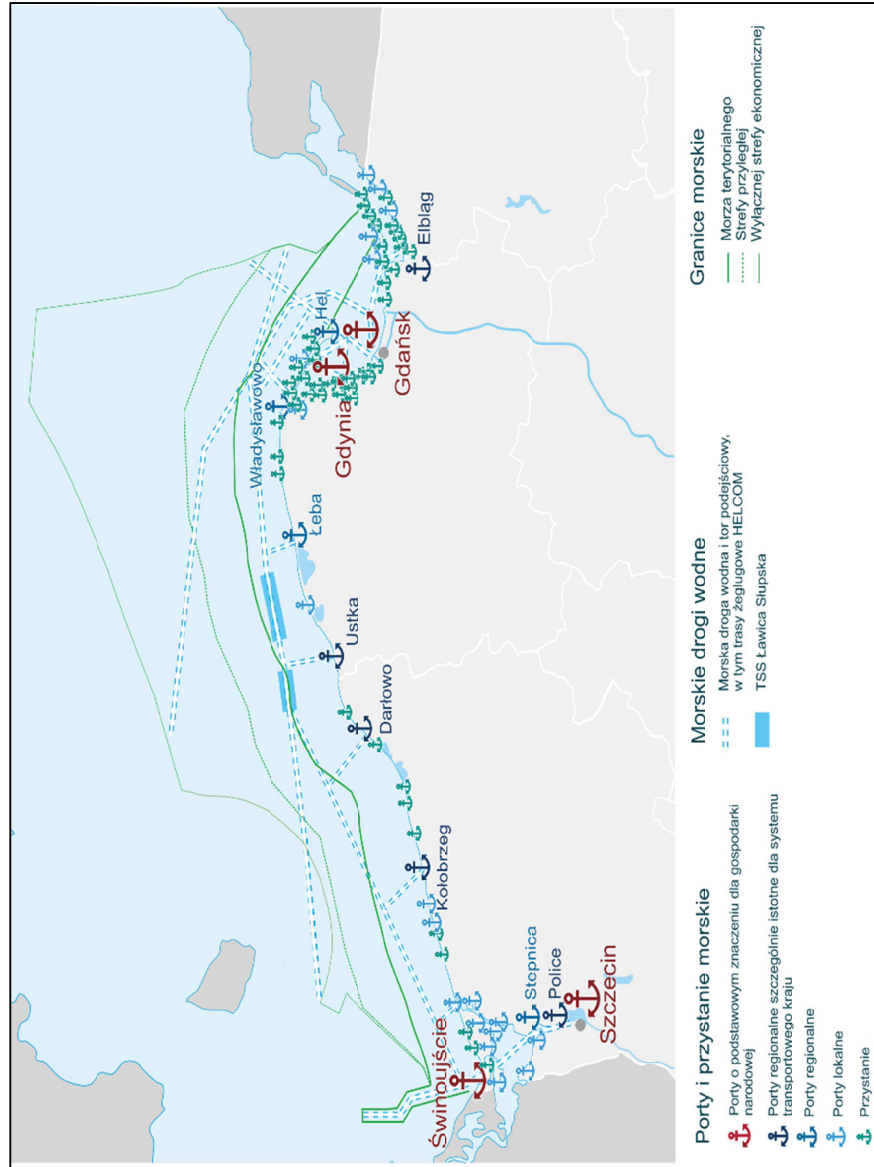 Świnoujście
Szczecin
Police
Stepnica
Kołobrzeg
Darłowo
Ustka
Łeba
Władysławowo
Gdynia
Gdańsk
Hel
Elbląg
Porty i przystanie morskie
Porty o podstawowym znaczeniu dla gospodarki
narodowej
Porty regionalne szczególnie istotne dla systemu
transportowego kraju
Porty regionalne
Porty lokalne
Przystanie
Morskie drogi wodne
Morska droga wodna i tor podejściowy,
w tym trasy żeglugowe HELCOM
TSS Ławica Słupska
Granice morskie
Morza terytorialnego
Strefy przyległej
Wyłącznej strefy ekonomicznej